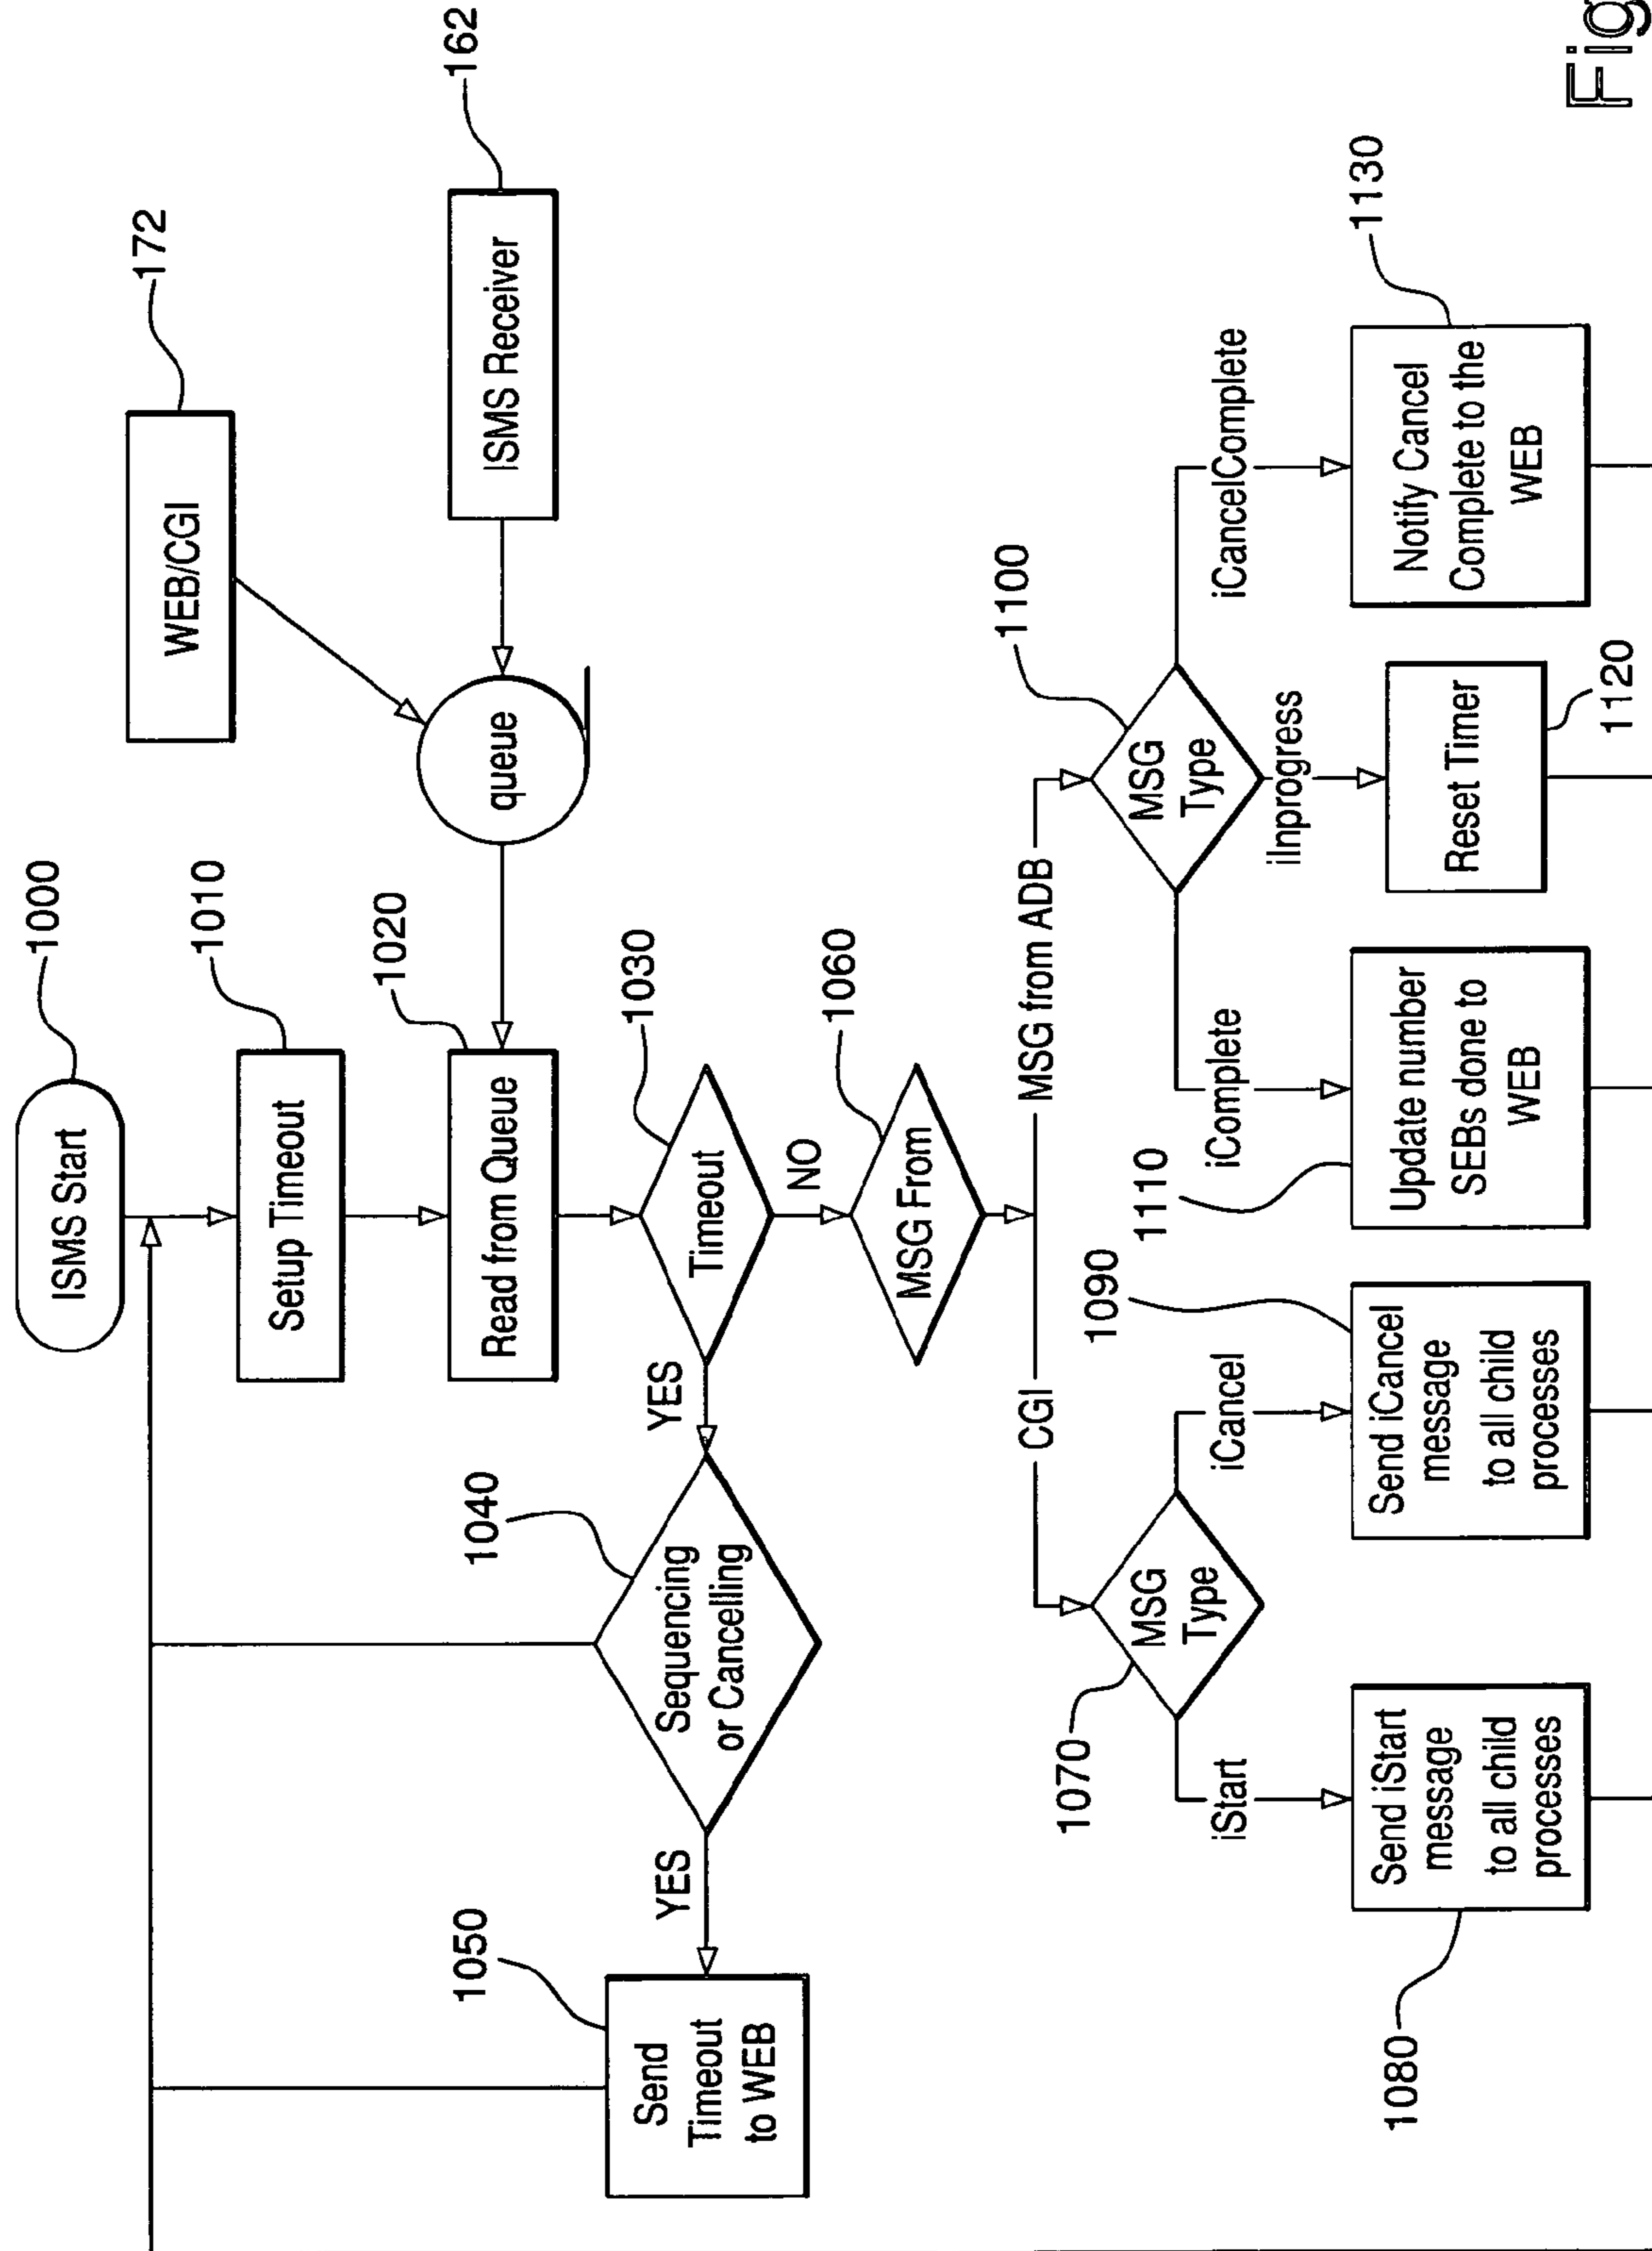 ISMS Start
1000
Setup Timeout
1010
WEB/CGI
172
Read from Queue
1020
queue
ISMS Receiver
162
Timeout
1030
YES
NO
Sequencing
or Cancelling
1040
YES
Send
Timeout
to WEB
1050
MSG From
1060
CGI
MSG from ADB
MSG
Type
1070
MSG
Type
1100
iStart
iCancel
iComplete
iInprogress
iCancelComplete
Send iStart
message
to all child
processes
1080
Send iCancel
message
to all child
processes
1090
Update number
SEBs done to
WEB
1110
Reset Timer
1120
Notify Cancel
Complete to the
WEB
1130
Fig